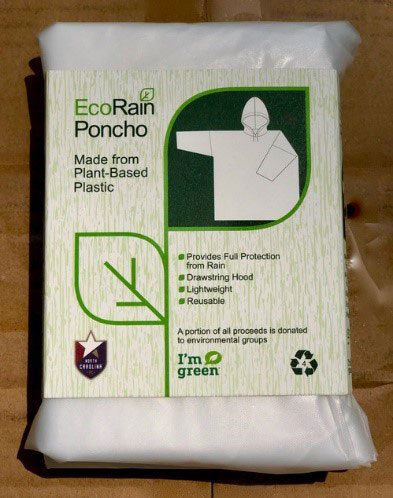 EcoRain
Poncho
Made from
Plant-Based
Plastic
Provides Full Protection
from Rain
Drawstring Hood
Lightweight
Reusable
A portion of all proceeds is donated
to environmental groups
I'm
green
4
NORTH
CAROLINA